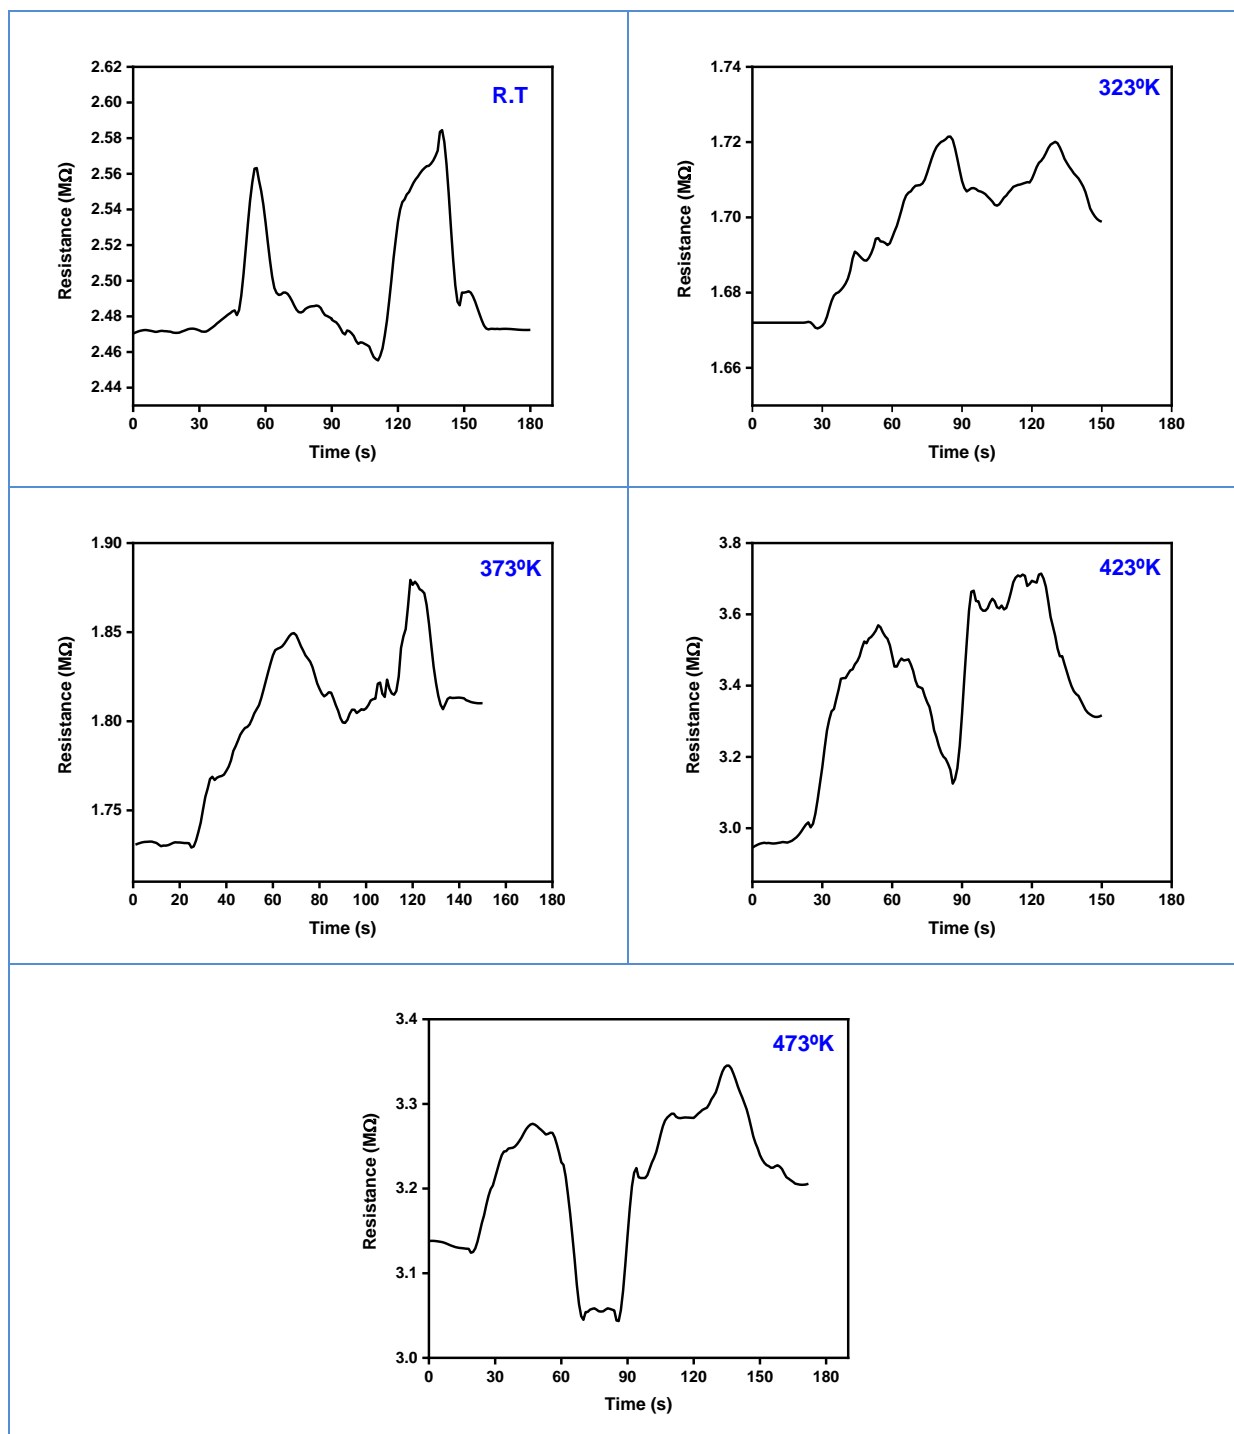 R.T
2.62
2.60
2.58
2.56
2.54
2.52
2.50
2.48
2.46
2.44
Resistance (MΩ)
0 30 60 90 120 150 180
Time (s)
323⁰K
1.74
1.72
1.70
1.68
1.66
Resistance (MΩ)
0 30 60 90 120 150 180
Time (s)
373⁰K
1.90
1.85
1.80
1.75
Resistance (MΩ)
0 20 40 60 80 100 120 140 160 180
Time (s)
423⁰K
3.8
3.6
3.4
3.2
3.0
Resistance (MΩ)
0 30 60 90 120 150 180
Time (s)
473⁰K
3.4
3.3
3.2
3.1
3.0
Resistance (MΩ)
0 30 60 90 120 150 180
Time (s)